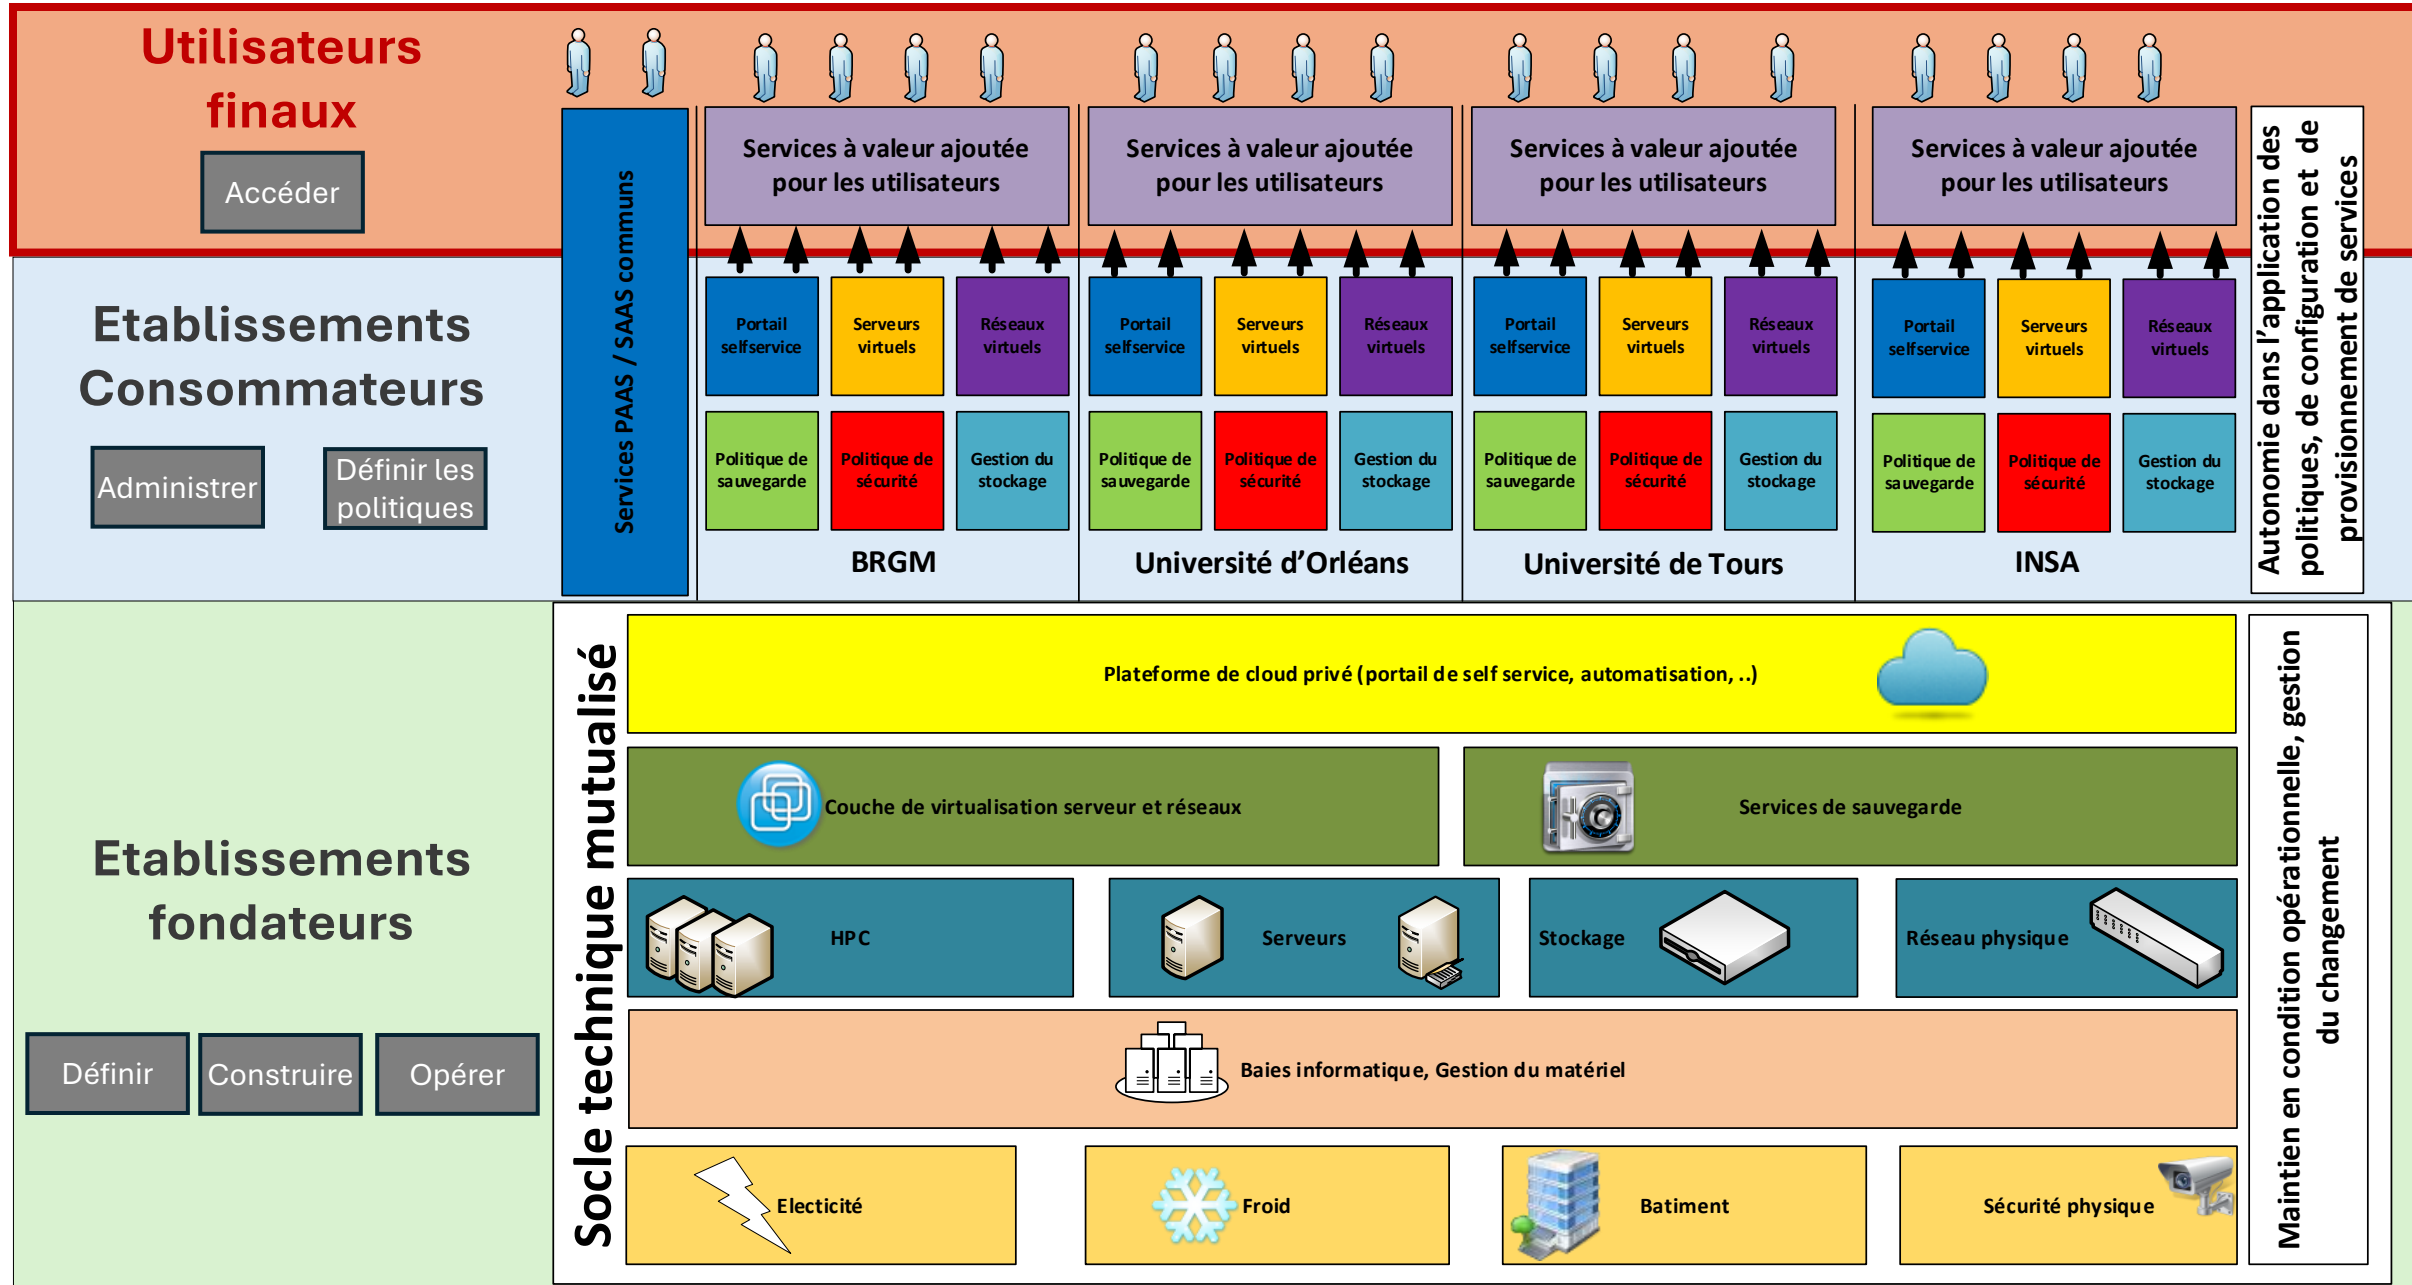 Utilisateurs
finaux
Accéder
Services PAAS / SAAS communs
Services à valeur ajoutée
pour les utilisateurs
Services à valeur ajoutée
pour les utilisateurs
Services à valeur ajoutée
pour les utilisateurs
Services à valeur ajoutée
pour les utilisateurs
Autonomie dans l'application des
politiques, de configuration et de
provisionnement de services
Etablissements
Consommateurs
Administrer
Définir les
politiques
Portail
selfservice
Serveurs
virtuels
Réseaux
virtuels
Politique de
sauvegarde
Politique de
sécurité
Gestion du
stockage
BRGM
Portail
selfservice
Serveurs
virtuels
Réseaux
virtuels
Politique de
sauvegarde
Politique de
sécurité
Gestion du
stockage
Université d'Orléans
Portail
selfservice
Serveurs
virtuels
Réseaux
virtuels
Politique de
sauvegarde
Politique de
sécurité
Gestion du
stockage
Université de Tours
Portail
selfservice
Serveurs
virtuels
Réseaux
virtuels
Politique de
sauvegarde
Politique de
sécurité
Gestion du
stockage
INSA
Etablissements
fondateurs
Définir
Construire
Opérer
Socle technique mutualisé
Plateforme de cloud privé (portail de self service, automatisation, ..)
Couche de virtualisation serveur et réseaux
Services de sauvegarde
HPC
Serveurs
Stockage
Réseau physique
Baies informatique, Gestion du matériel
Electicité
Froid
Batiment
Sécurité physique
Maintien en condition opérationnelle, gestion
du changement